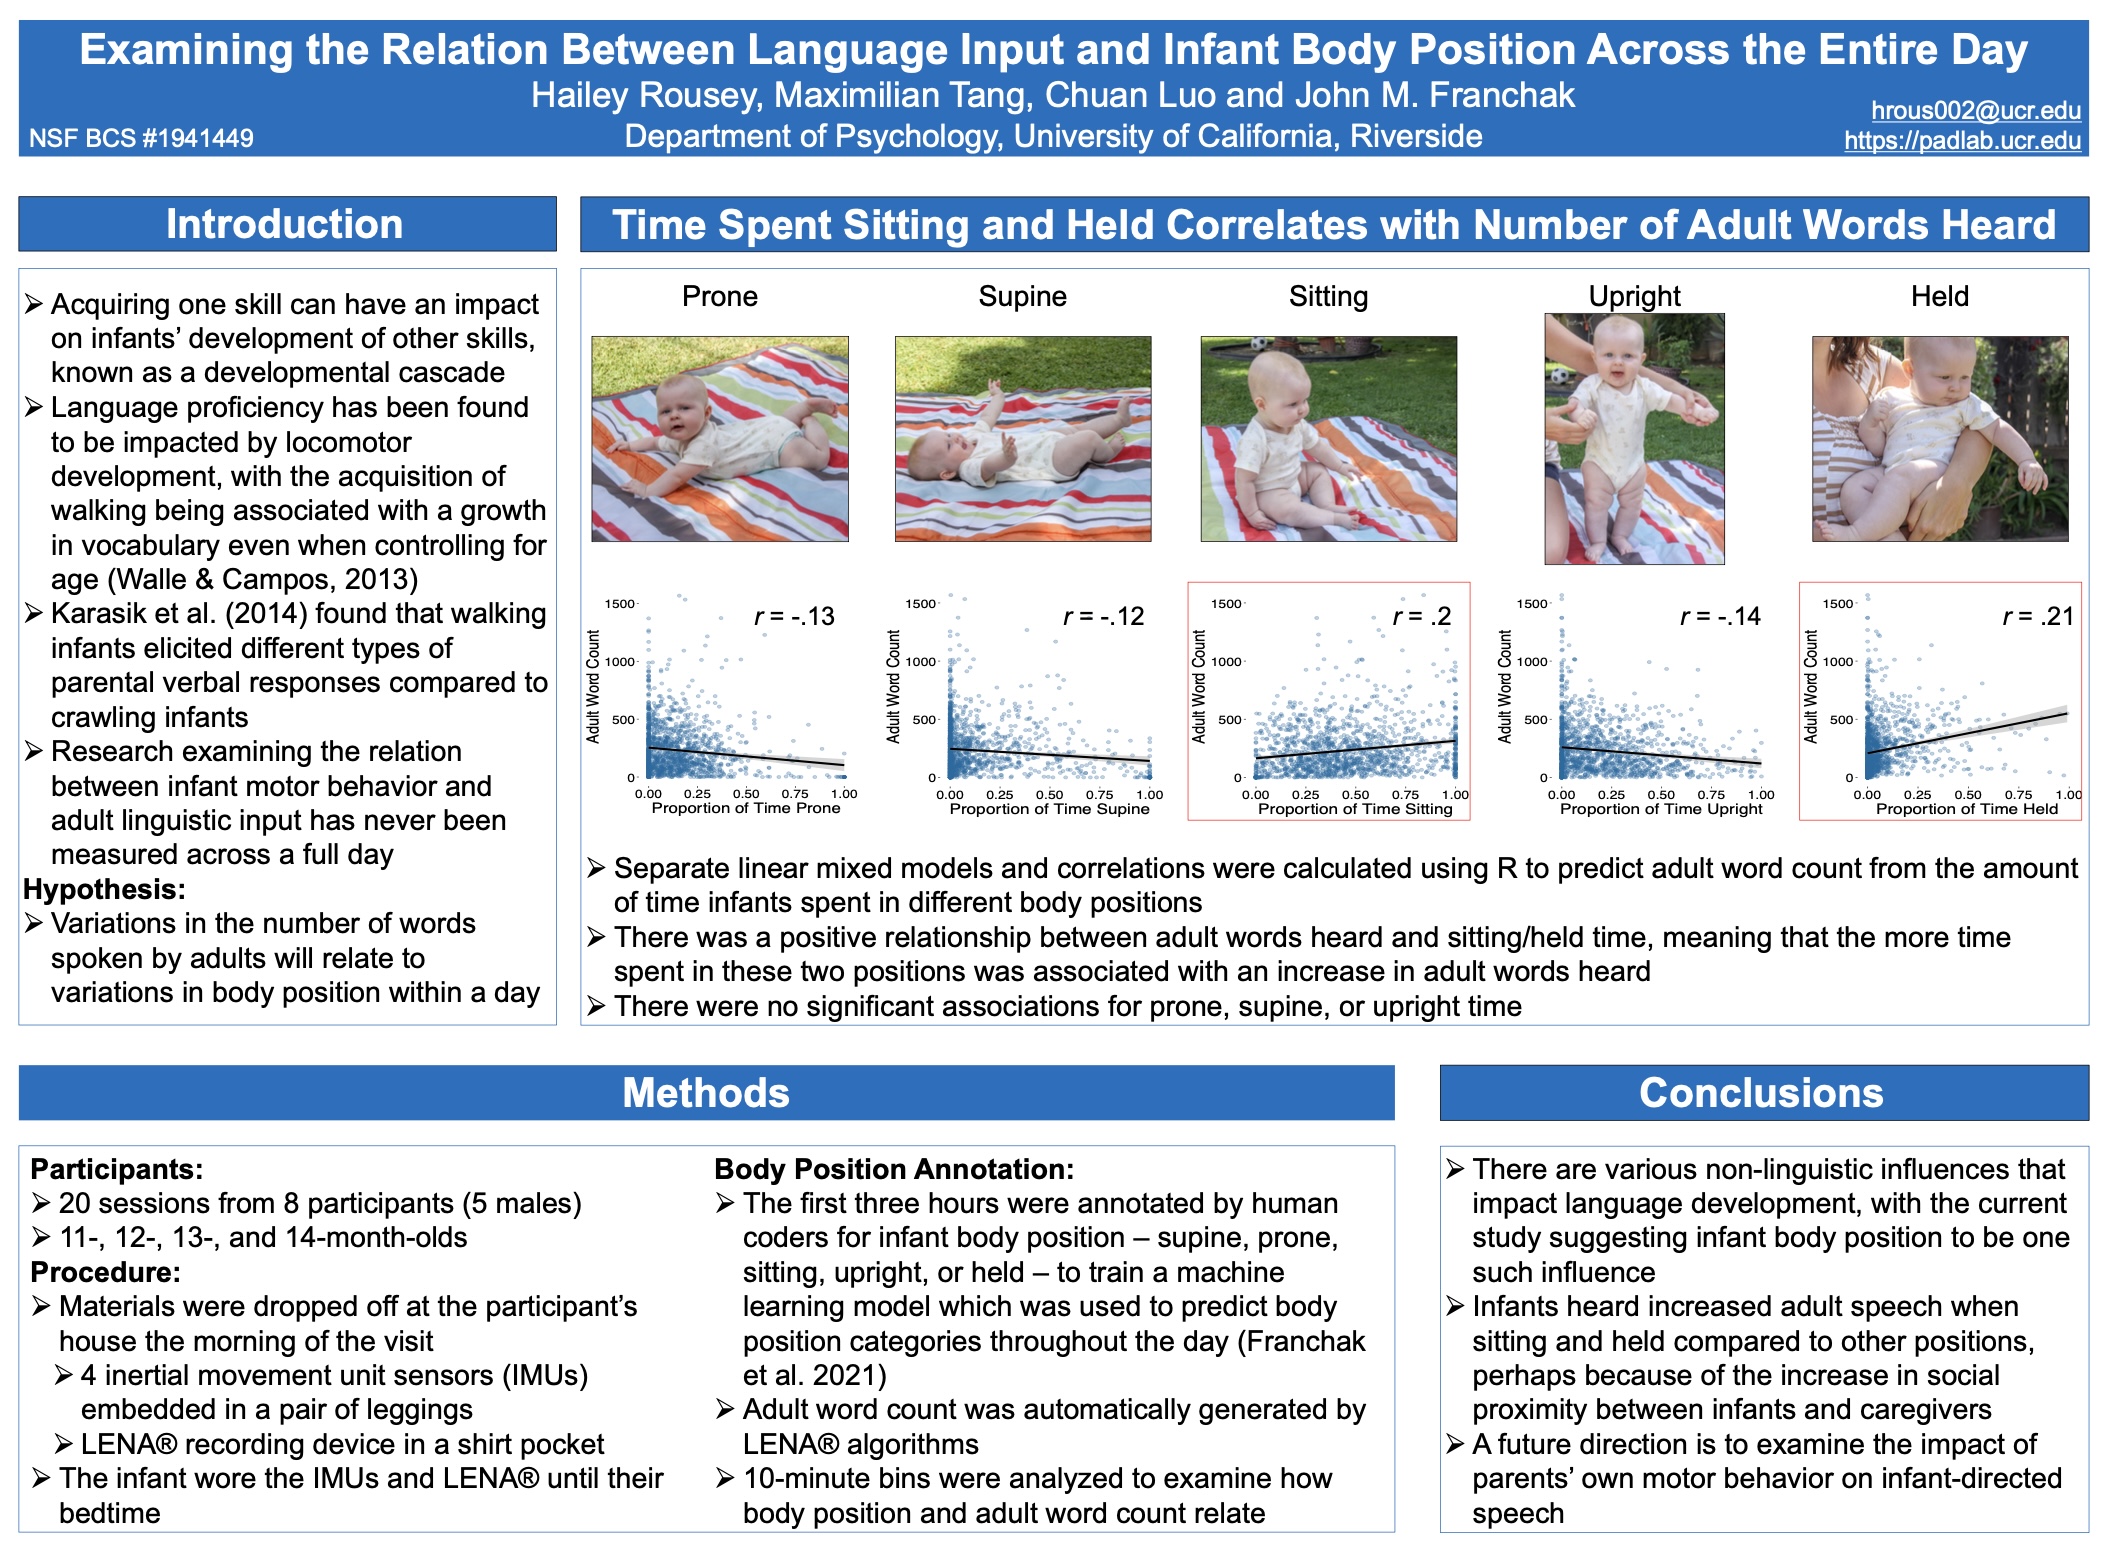 Examining the Relation Between Language Input and Infant Body Position Across the Entire Day
Hailey Rousey, Maximilian Tang, Chuan Luo and John M. Franchak
Department of Psychology, University of California, Riverside
NSF BCS #1941449
hrous002@ucr.edu
https://padlab.ucr.edu
Introduction
➢ Acquiring one skill can have an impact
on infants’ development of other skills,
known as a developmental cascade
➢ Language proficiency has been found
to be impacted by locomotor
development, with the acquisition of
walking being associated with a growth
in vocabulary even when controlling for
age (Walle & Campos, 2013)
➢ Karasik et al. (2014) found that walking
infants elicited different types of
parental verbal responses compared to
crawling infants
➢ Research examining the relation
between infant motor behavior and
adult linguistic input has never been
measured across a full day
Hypothesis:
➢ Variations in the number of words
spoken by adults will relate to
variations in body position within a day
Time Spent Sitting and Held Correlates with Number of Adult Words Heard
Prone
Supine
Sitting
Upright
Held
r = -.13
Adult Word Count
1500
1000
500
0
0.00 0.25 0.50 0.75 1.00
Proportion of Time Prone
r = -.12
Adult Word Count
1500
1000
500
0
0.00 0.25 0.50 0.75 1.00
Proportion of Time Supine
r = .2
Adult Word Count
1500
1000
500
0
0.00 0.25 0.50 0.75 1.00
Proportion of Time Sitting
r = -.14
Adult Word Count
1500
1000
500
0
0.00 0.25 0.50 0.75 1.00
Proportion of Time Upright
r = .21
Adult Word Count
1500
1000
500
0
0.00 0.25 0.50 0.75 1.00
Proportion of Time Held
➢ Separate linear mixed models and correlations were calculated using R to predict adult word count from the amount
of time infants spent in different body positions
➢ There was a positive relationship between adult words heard and sitting/held time, meaning that the more time
spent in these two positions was associated with an increase in adult words heard
➢ There were no significant associations for prone, supine, or upright time
Methods
Participants:
➢ 20 sessions from 8 participants (5 males)
➢ 11-, 12-, 13-, and 14-month-olds
Procedure:
➢ Materials were dropped off at the participant’s
house the morning of the visit
➢ 4 inertial movement unit sensors (IMUs)
embedded in a pair of leggings
➢ LENA® recording device in a shirt pocket
➢ The infant wore the IMUs and LENA® until their
bedtime
Body Position Annotation:
➢ The first three hours were annotated by human
coders for infant body position – supine, prone,
sitting, upright, or held – to train a machine
learning model which was used to predict body
position categories throughout the day (Franchak
et al. 2021)
➢ Adult word count was automatically generated by
LENA® algorithms
➢ 10-minute bins were analyzed to examine how
body position and adult word count relate
Conclusions
➢ There are various non-linguistic influences that
impact language development, with the current
study suggesting infant body position to be one
such influence
➢ Infants heard increased adult speech when
sitting and held compared to other positions,
perhaps because of the increase in social
proximity between infants and caregivers
➢ A future direction is to examine the impact of
parents’ own motor behavior on infant-directed
speech